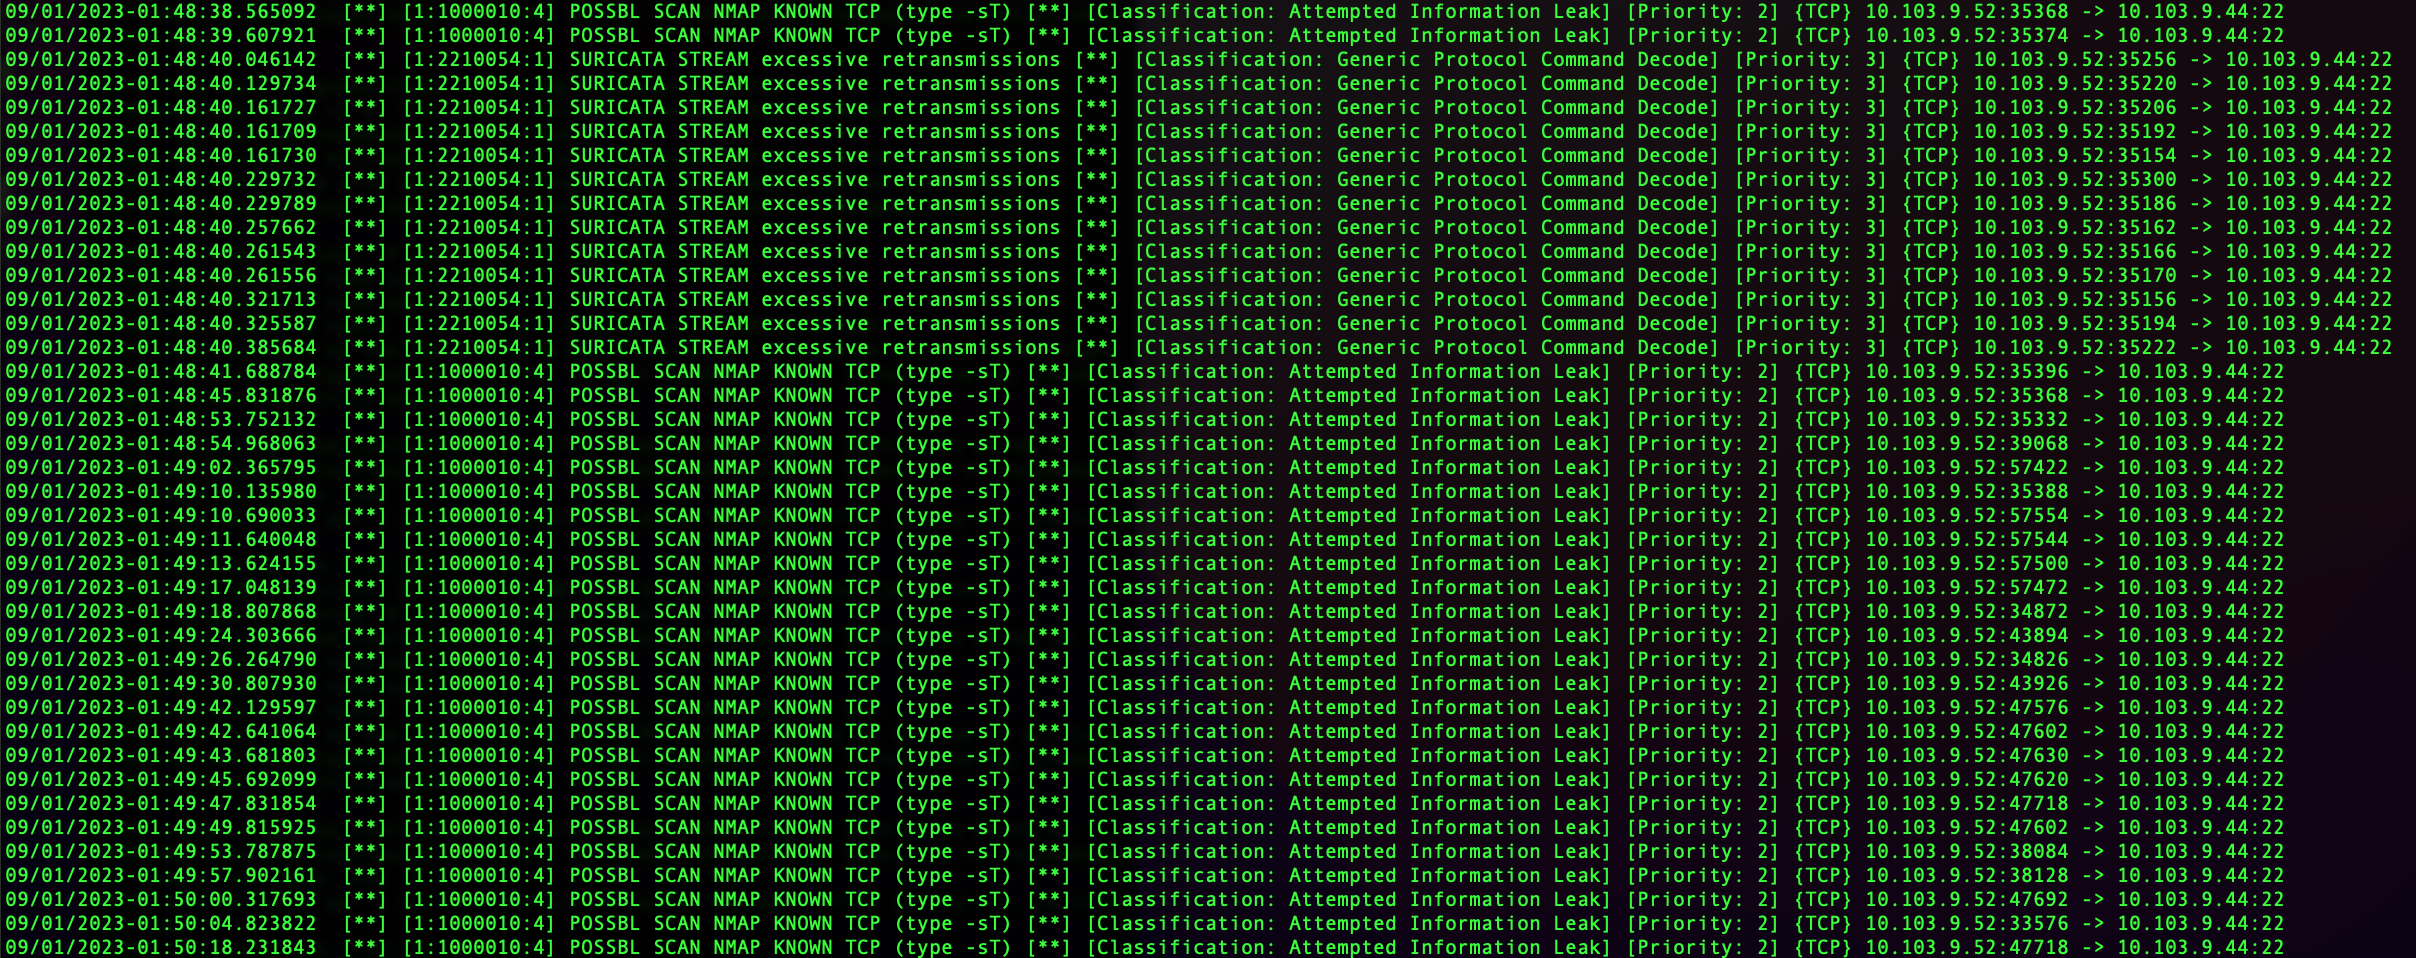 09/01/2023-01:48:38.565092  [**] [1:1000010:4] POSSBL SCAN NMAP KNOWN TCP (type -sT) [**] [Classification: Attempted Information Leak] [Priority: 2] {TCP} 10.103.9.52:35368 -> 10.103.9.44:22
09/01/2023-01:48:39.607921  [**] [1:1000010:4] POSSBL SCAN NMAP KNOWN TCP (type -sT) [**] [Classification: Attempted Information Leak] [Priority: 2] {TCP} 10.103.9.52:35374 -> 10.103.9.44:22
09/01/2023-01:48:40.046142  [**] [1:2210054:1] SURICATA STREAM excessive retransmissions [**] [Classification: Generic Protocol Command Decode] [Priority: 3] {TCP} 10.103.9.52:35256 -> 10.103.9.44:22
09/01/2023-01:48:40.129734  [**] [1:2210054:1] SURICATA STREAM excessive retransmissions [**] [Classification: Generic Protocol Command Decode] [Priority: 3] {TCP} 10.103.9.52:35220 -> 10.103.9.44:22
09/01/2023-01:48:40.161727  [**] [1:2210054:1] SURICATA STREAM excessive retransmissions [**] [Classification: Generic Protocol Command Decode] [Priority: 3] {TCP} 10.103.9.52:35206 -> 10.103.9.44:22
09/01/2023-01:48:40.161709  [**] [1:2210054:1] SURICATA STREAM excessive retransmissions [**] [Classification: Generic Protocol Command Decode] [Priority: 3] {TCP} 10.103.9.52:35192 -> 10.103.9.44:22
09/01/2023-01:48:40.161730  [**] [1:2210054:1] SURICATA STREAM excessive retransmissions [**] [Classification: Generic Protocol Command Decode] [Priority: 3] {TCP} 10.103.9.52:35154 -> 10.103.9.44:22
09/01/2023-01:48:40.229732  [**] [1:2210054:1] SURICATA STREAM excessive retransmissions [**] [Classification: Generic Protocol Command Decode] [Priority: 3] {TCP} 10.103.9.52:35300 -> 10.103.9.44:22
09/01/2023-01:48:40.229789  [**] [1:2210054:1] SURICATA STREAM excessive retransmissions [**] [Classification: Generic Protocol Command Decode] [Priority: 3] {TCP} 10.103.9.52:35186 -> 10.103.9.44:22
09/01/2023-01:48:40.257662  [**] [1:2210054:1] SURICATA STREAM excessive retransmissions [**] [Classification: Generic Protocol Command Decode] [Priority: 3] {TCP} 10.103.9.52:35162 -> 10.103.9.44:22
09/01/2023-01:48:40.261543  [**] [1:2210054:1] SURICATA STREAM excessive retransmissions [**] [Classification: Generic Protocol Command Decode] [Priority: 3] {TCP} 10.103.9.52:35166 -> 10.103.9.44:22
09/01/2023-01:48:40.261556  [**] [1:2210054:1] SURICATA STREAM excessive retransmissions [**] [Classification: Generic Protocol Command Decode] [Priority: 3] {TCP} 10.103.9.52:35170 -> 10.103.9.44:22
09/01/2023-01:48:40.321713  [**] [1:2210054:1] SURICATA STREAM excessive retransmissions [**] [Classification: Generic Protocol Command Decode] [Priority: 3] {TCP} 10.103.9.52:35156 -> 10.103.9.44:22
09/01/2023-01:48:40.325587  [**] [1:2210054:1] SURICATA STREAM excessive retransmissions [**] [Classification: Generic Protocol Command Decode] [Priority: 3] {TCP} 10.103.9.52:35194 -> 10.103.9.44:22
09/01/2023-01:48:40.385684  [**] [1:2210054:1] SURICATA STREAM excessive retransmissions [**] [Classification: Generic Protocol Command Decode] [Priority: 3] {TCP} 10.103.9.52:35222 -> 10.103.9.44:22
09/01/2023-01:48:41.688784  [**] [1:1000010:4] POSSBL SCAN NMAP KNOWN TCP (type -sT) [**] [Classification: Attempted Information Leak] [Priority: 2] {TCP} 10.103.9.52:35396 -> 10.103.9.44:22
09/01/2023-01:48:45.831876  [**] [1:1000010:4] POSSBL SCAN NMAP KNOWN TCP (type -sT) [**] [Classification: Attempted Information Leak] [Priority: 2] {TCP} 10.103.9.52:35368 -> 10.103.9.44:22
09/01/2023-01:48:53.752132  [**] [1:1000010:4] POSSBL SCAN NMAP KNOWN TCP (type -sT) [**] [Classification: Attempted Information Leak] [Priority: 2] {TCP} 10.103.9.52:35332 -> 10.103.9.44:22
09/01/2023-01:48:54.968063  [**] [1:1000010:4] POSSBL SCAN NMAP KNOWN TCP (type -sT) [**] [Classification: Attempted Information Leak] [Priority: 2] {TCP} 10.103.9.52:39068 -> 10.103.9.44:22
09/01/2023-01:49:02.365795  [**] [1:1000010:4] POSSBL SCAN NMAP KNOWN TCP (type -sT) [**] [Classification: Attempted Information Leak] [Priority: 2] {TCP} 10.103.9.52:57422 -> 10.103.9.44:22
09/01/2023-01:49:10.135980  [**] [1:1000010:4] POSSBL SCAN NMAP KNOWN TCP (type -sT) [**] [Classification: Attempted Information Leak] [Priority: 2] {TCP} 10.103.9.52:35388 -> 10.103.9.44:22
09/01/2023-01:49:10.690033  [**] [1:1000010:4] POSSBL SCAN NMAP KNOWN TCP (type -sT) [**] [Classification: Attempted Information Leak] [Priority: 2] {TCP} 10.103.9.52:57554 -> 10.103.9.44:22
09/01/2023-01:49:11.640048  [**] [1:1000010:4] POSSBL SCAN NMAP KNOWN TCP (type -sT) [**] [Classification: Attempted Information Leak] [Priority: 2] {TCP} 10.103.9.52:57544 -> 10.103.9.44:22
09/01/2023-01:49:13.624155  [**] [1:1000010:4] POSSBL SCAN NMAP KNOWN TCP (type -sT) [**] [Classification: Attempted Information Leak] [Priority: 2] {TCP} 10.103.9.52:57500 -> 10.103.9.44:22
09/01/2023-01:49:17.048139  [**] [1:1000010:4] POSSBL SCAN NMAP KNOWN TCP (type -sT) [**] [Classification: Attempted Information Leak] [Priority: 2] {TCP} 10.103.9.52:57472 -> 10.103.9.44:22
09/01/2023-01:49:18.807868  [**] [1:1000010:4] POSSBL SCAN NMAP KNOWN TCP (type -sT) [**] [Classification: Attempted Information Leak] [Priority: 2] {TCP} 10.103.9.52:34872 -> 10.103.9.44:22
09/01/2023-01:49:24.303666  [**] [1:1000010:4] POSSBL SCAN NMAP KNOWN TCP (type -sT) [**] [Classification: Attempted Information Leak] [Priority: 2] {TCP} 10.103.9.52:43894 -> 10.103.9.44:22
09/01/2023-01:49:26.264790  [**] [1:1000010:4] POSSBL SCAN NMAP KNOWN TCP (type -sT) [**] [Classification: Attempted Information Leak] [Priority: 2] {TCP} 10.103.9.52:34826 -> 10.103.9.44:22
09/01/2023-01:49:30.807930  [**] [1:1000010:4] POSSBL SCAN NMAP KNOWN TCP (type -sT) [**] [Classification: Attempted Information Leak] [Priority: 2] {TCP} 10.103.9.52:43926 -> 10.103.9.44:22
09/01/2023-01:49:42.129597  [**] [1:1000010:4] POSSBL SCAN NMAP KNOWN TCP (type -sT) [**] [Classification: Attempted Information Leak] [Priority: 2] {TCP} 10.103.9.52:47576 -> 10.103.9.44:22
09/01/2023-01:49:42.641064  [**] [1:1000010:4] POSSBL SCAN NMAP KNOWN TCP (type -sT) [**] [Classification: Attempted Information Leak] [Priority: 2] {TCP} 10.103.9.52:47602 -> 10.103.9.44:22
09/01/2023-01:49:43.681803  [**] [1:1000010:4] POSSBL SCAN NMAP KNOWN TCP (type -sT) [**] [Classification: Attempted Information Leak] [Priority: 2] {TCP} 10.103.9.52:47630 -> 10.103.9.44:22
09/01/2023-01:49:45.692099  [**] [1:1000010:4] POSSBL SCAN NMAP KNOWN TCP (type -sT) [**] [Classification: Attempted Information Leak] [Priority: 2] {TCP} 10.103.9.52:47620 -> 10.103.9.44:22
09/01/2023-01:49:47.831854  [**] [1:1000010:4] POSSBL SCAN NMAP KNOWN TCP (type -sT) [**] [Classification: Attempted Information Leak] [Priority: 2] {TCP} 10.103.9.52:47718 -> 10.103.9.44:22
09/01/2023-01:49:49.815925  [**] [1:1000010:4] POSSBL SCAN NMAP KNOWN TCP (type -sT) [**] [Classification: Attempted Information Leak] [Priority: 2] {TCP} 10.103.9.52:47602 -> 10.103.9.44:22
09/01/2023-01:49:53.787875  [**] [1:1000010:4] POSSBL SCAN NMAP KNOWN TCP (type -sT) [**] [Classification: Attempted Information Leak] [Priority: 2] {TCP} 10.103.9.52:38084 -> 10.103.9.44:22
09/01/2023-01:49:57.902161  [**] [1:1000010:4] POSSBL SCAN NMAP KNOWN TCP (type -sT) [**] [Classification: Attempted Information Leak] [Priority: 2] {TCP} 10.103.9.52:38128 -> 10.103.9.44:22
09/01/2023-01:50:00.317693  [**] [1:1000010:4] POSSBL SCAN NMAP KNOWN TCP (type -sT) [**] [Classification: Attempted Information Leak] [Priority: 2] {TCP} 10.103.9.52:47692 -> 10.103.9.44:22
09/01/2023-01:50:04.823822  [**] [1:1000010:4] POSSBL SCAN NMAP KNOWN TCP (type -sT) [**] [Classification: Attempted Information Leak] [Priority: 2] {TCP} 10.103.9.52:33576 -> 10.103.9.44:22
09/01/2023-01:50:18.231843  [**] [1:1000010:4] POSSBL SCAN NMAP KNOWN TCP (type -sT) [**] [Classification: Attempted Information Leak] [Priority: 2] {TCP} 10.103.9.52:47718 -> 10.103.9.44:22